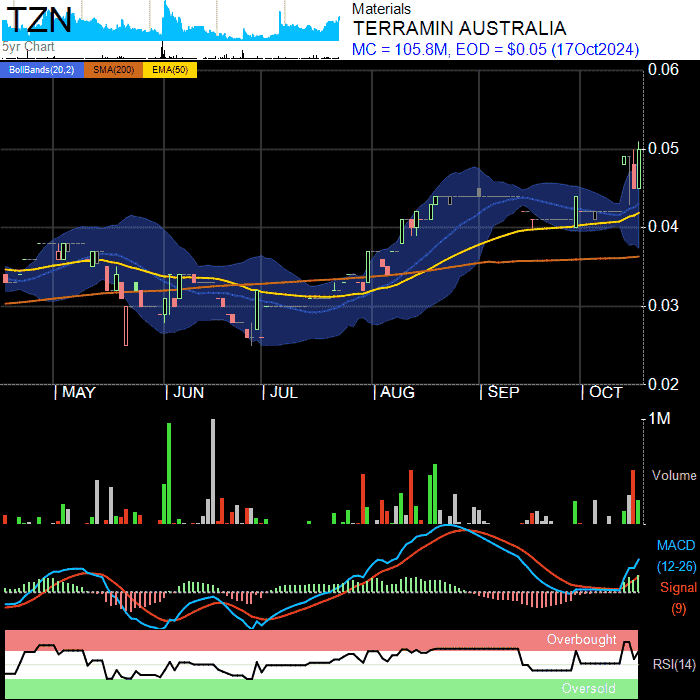 TZN
5yr Chart
Materials
TERRAMIN AUSTRALIA
MC = 105.8M, EOD = $0.05 (17Oct2024)
BollBands(20,2) SMA(200) EMA(50)
0.06
0.05
0.04
0.03
0.02
MAY JUN JUL AUG SEP OCT
1M
Volume
MACD
(12-26)
Signal
(9)
Overbought
RSI(14)
Oversold